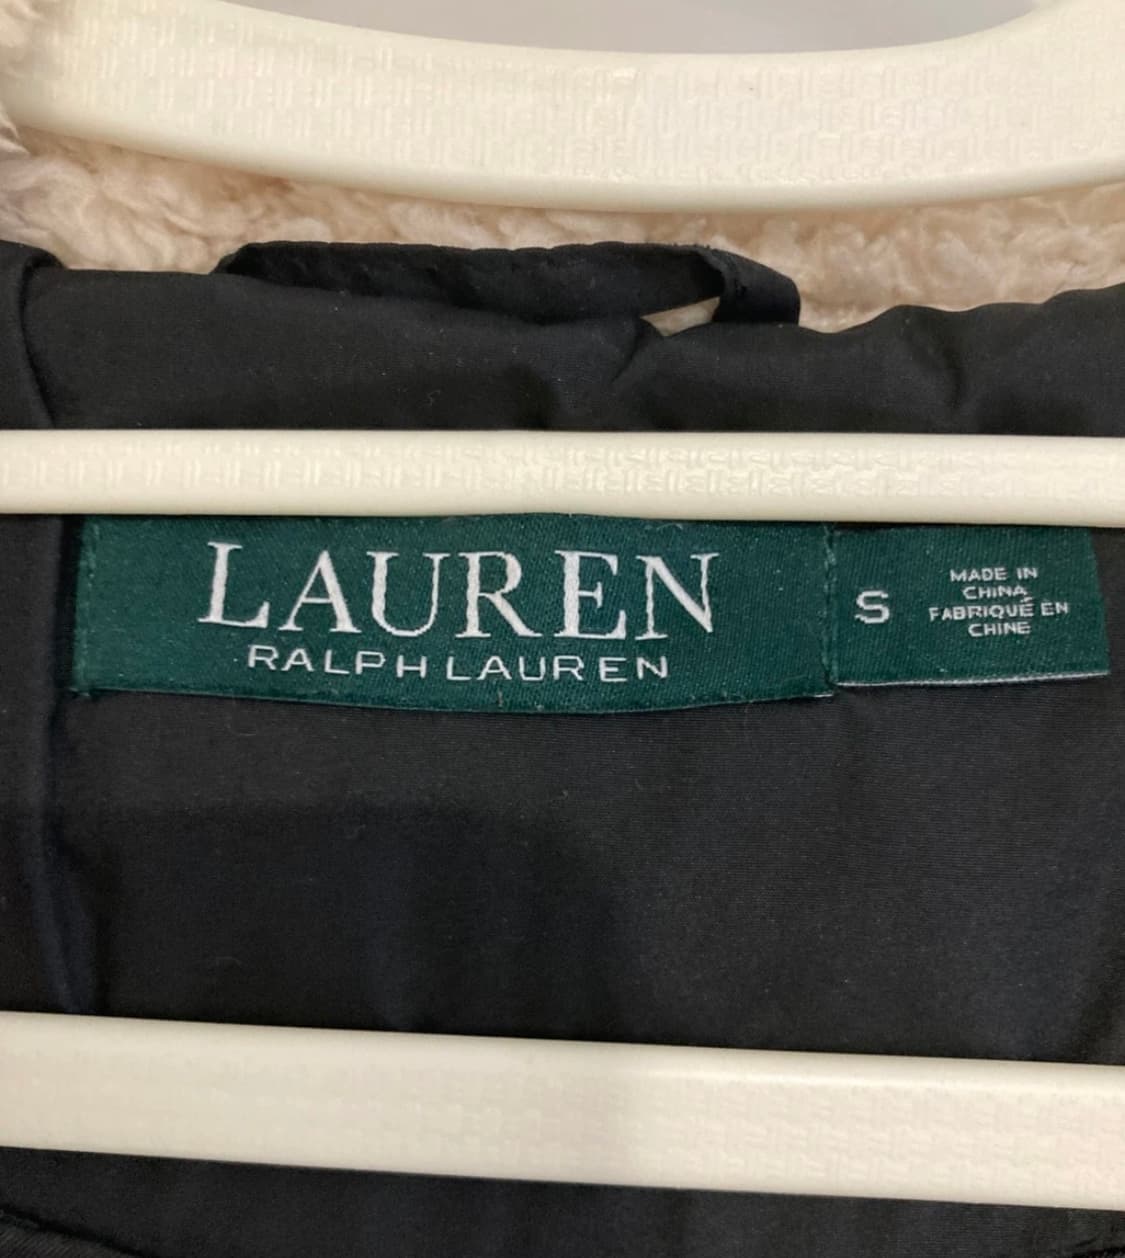 LAUREN
RALPH LAUREN
S
MADE IN
CHINA
FABRIQUÉ EN
CHINE